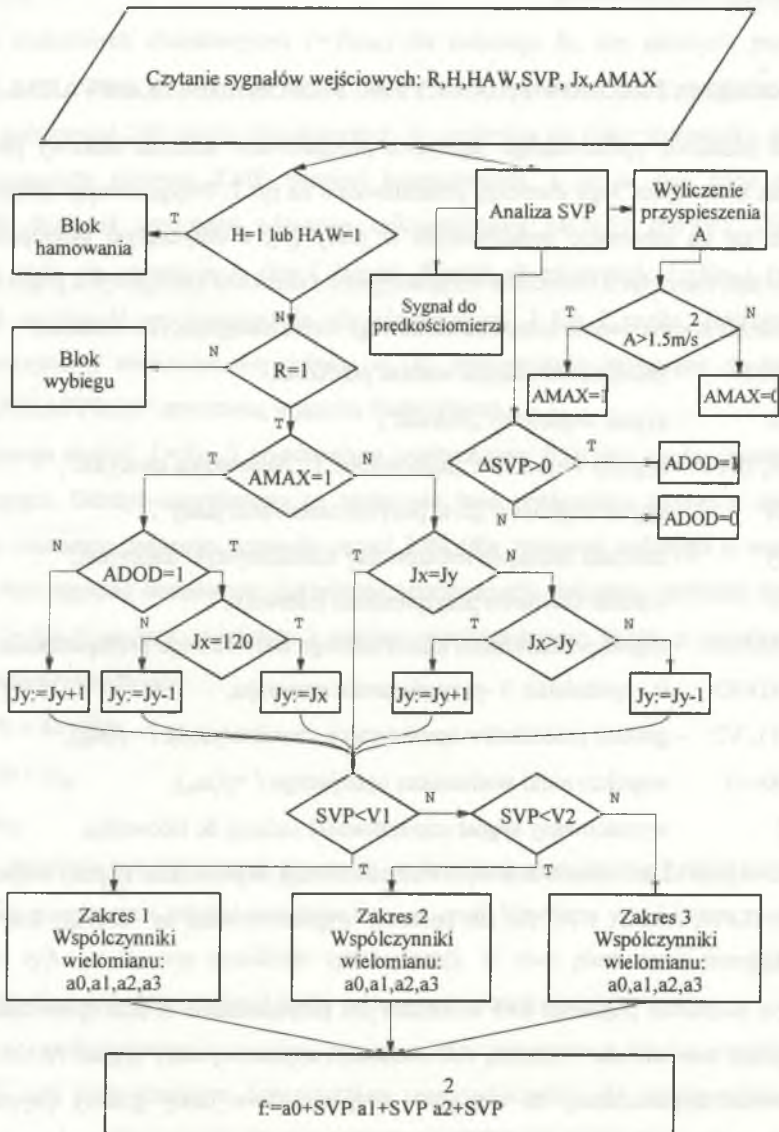 Czytanie sygnałów wejściowych: R,H,HAW,SVP, Jx,AMAX
Blok
hamowania
T
H=1 lub HAW=1
N
Analiza SVP
Wyliczenie
przyspieszenia
Sygnał do
prędkościomierza
T
2
A>1.5m/s
N
AMAX=1
AMAX=0
Blok
wybiegu
N
R=1
T
T
AMAX=1
N
ΔSVP>0
T
N
ADOD=1
ADOD=0
N
ADOD=1
T
T
Jx=Jy
N
N
Jx=120
T
T
Jx>Jy
N
Jy:=Jy+1
Jy:=Jy-1
Jy:=Jx
Jy:=Jy+1
Jy:=Jy-1
SVP<V1
N
SVP<V2
N
T
T
Zakres 1
Współczynniki
wielomianu:
a0,a1,a2,a3
Zakres 2
Współczynniki
wielomianu:
a0,a1,a2,a3
Zakres 3
Współczynniki
wielomianu:
a0,a1,a2,a3
2
f:=a0+SVP a1+SVP a2+SVP